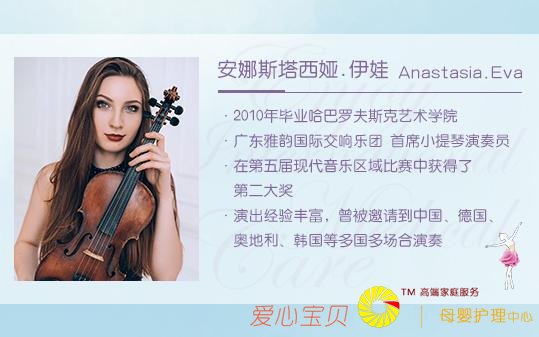 安娜斯塔西娅.伊娃 Anastasia.Eva
· 2010年毕业哈巴罗夫斯克艺术学院
· 广东雅韵国际交响乐团 首席小提琴演奏员
· 在第五届现代音乐区域比赛中获得了
第二大奖
· 演出经验丰富，曾被邀请到中国、德国、
奥地利、韩国等多国多场合演奏
爱心宝贝 TM 高端家庭服务 | 母婴护理中心
Care